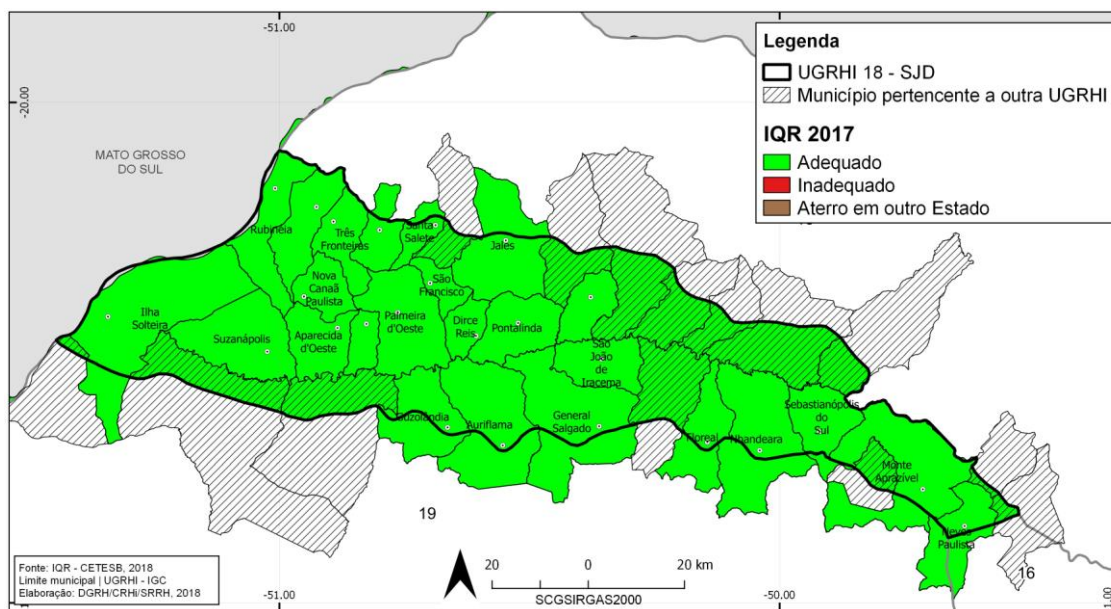 -51.00
-20.00
MATO GROSSO
DO SUL
Legenda
UGRHI 18 - SJD
Município pertencente a outra UGRHI
IQR 2017
Adequado
Inadequado
Aterro em outro Estado
Rubinéia
Três
Fronteiras
Santa
Salete
Jales
Nova
Canaã
Paulista
São
Francisco
Ilha
Solteira
Suzanápolis
Aparecida
d'Oeste
Palmeira
d'Oeste
Dirce
Reis
Pontalinda
São
João
de
Iracema
Guzolândia
Auriflama
General
Salgado
Floreal
Nhandeara
Sebastianópolis
do
Sul
Monte
Aprazível
Neves
Paulista
19
16
Fonte: IQR - CETESB, 2018
Limite municipal | UGRHI - IGC
Elaboração: DGRH/CRHi/SRRH, 2018
20 0 20 km
SCGSIRGAS2000
-51.00
-50.00